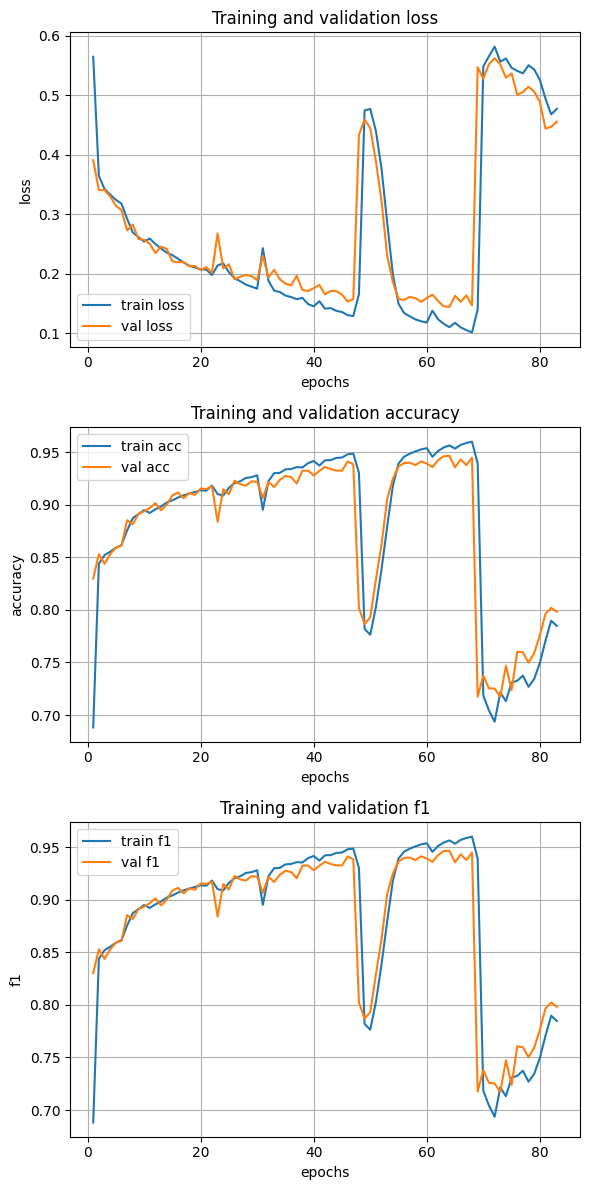 Training and validation loss
0.6
0.5
0.4
0.3
0.2
0.1
loss
train loss
val loss
0 20 40 60 80
epochs
Training and validation accuracy
train acc
val acc
0.95
0.90
0.85
0.80
0.75
0.70
accuracy
0 20 40 60 80
epochs
Training and validation f1
train f1
val f1
0.95
0.90
0.85
0.80
0.75
0.70
f1
0 20 40 60 80
epochs